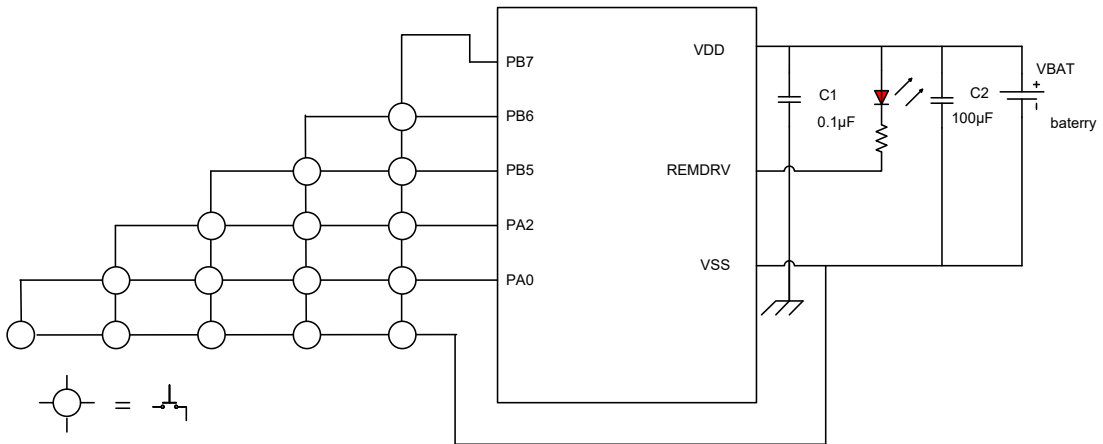 PB7
PB6
PB5
PA2
PA0
VDD
REMDRV
VSS
C1
0.1µF
C2
100µF
VBAT
+
baterry
=